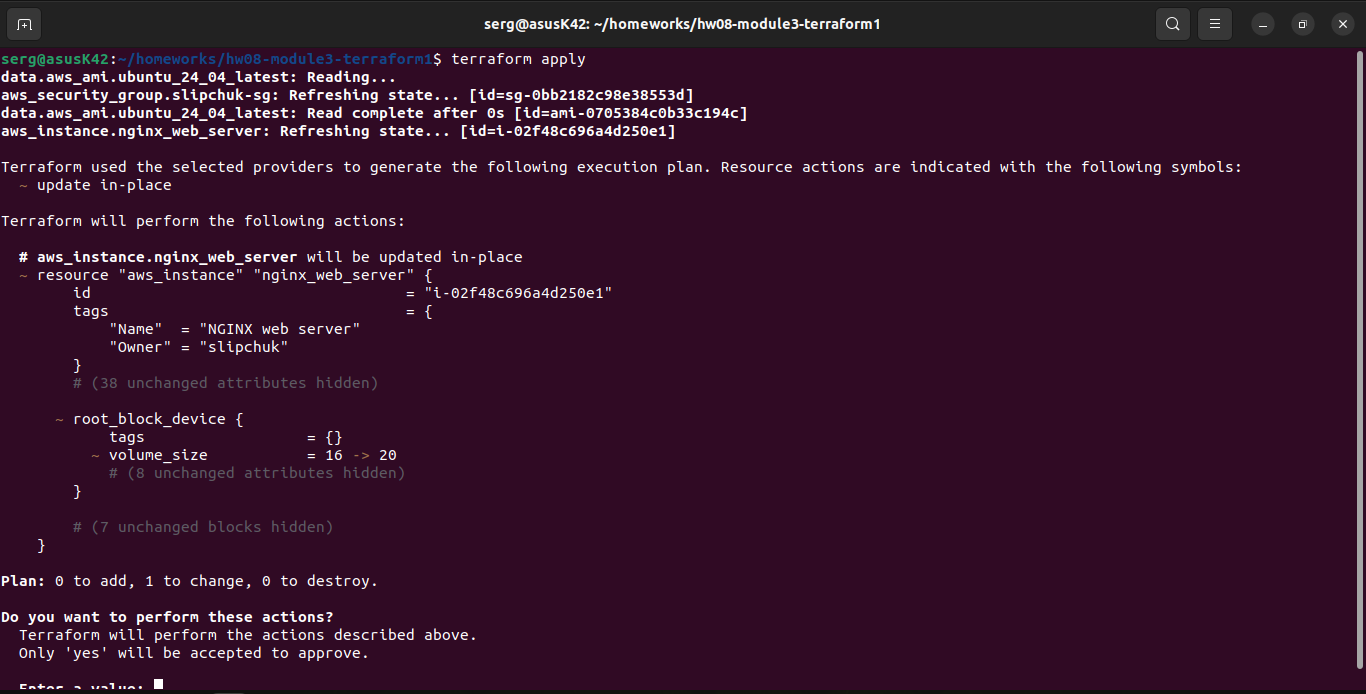 serg@asusK42: ~/homeworks/hw08-module3-terraform1
serg@asusK42:~/homeworks/hw08-module3-terraform1$ terraform apply
data.aws_ami.ubuntu_24_04_latest: Reading...
aws_security_group.slipchuk-sg: Refreshing state... [id=sg-0bb2182c98e38553d]
data.aws_ami.ubuntu_24_04_latest: Read complete after 0s [id=ami-0705384c0b33c194c]
aws_instance.nginx_web_server: Refreshing state... [id=i-02f48c696a4d250e1]
Terraform used the selected providers to generate the following execution plan. Resource actions are indicated with the following symbols:
  ~ update in-place
Terraform will perform the following actions:
  # aws_instance.nginx_web_server will be updated in-place
  ~ resource "aws_instance" "nginx_web_server" {
        id                                   = "i-02f48c696a4d250e1"
        tags                                 = {
            "Name"  = "NGINX web server"
            "Owner" = "slipchuk"
        }
        # (38 unchanged attributes hidden)
      ~ root_block_device {
            tags                  = {}
          ~ volume_size           = 16 -> 20
            # (8 unchanged attributes hidden)
        }
        # (7 unchanged blocks hidden)
    }
Plan: 0 to add, 1 to change, 0 to destroy.
Do you want to perform these actions?
  Terraform will perform the actions described above.
  Only 'yes' will be accepted to approve.
  Enter a value: